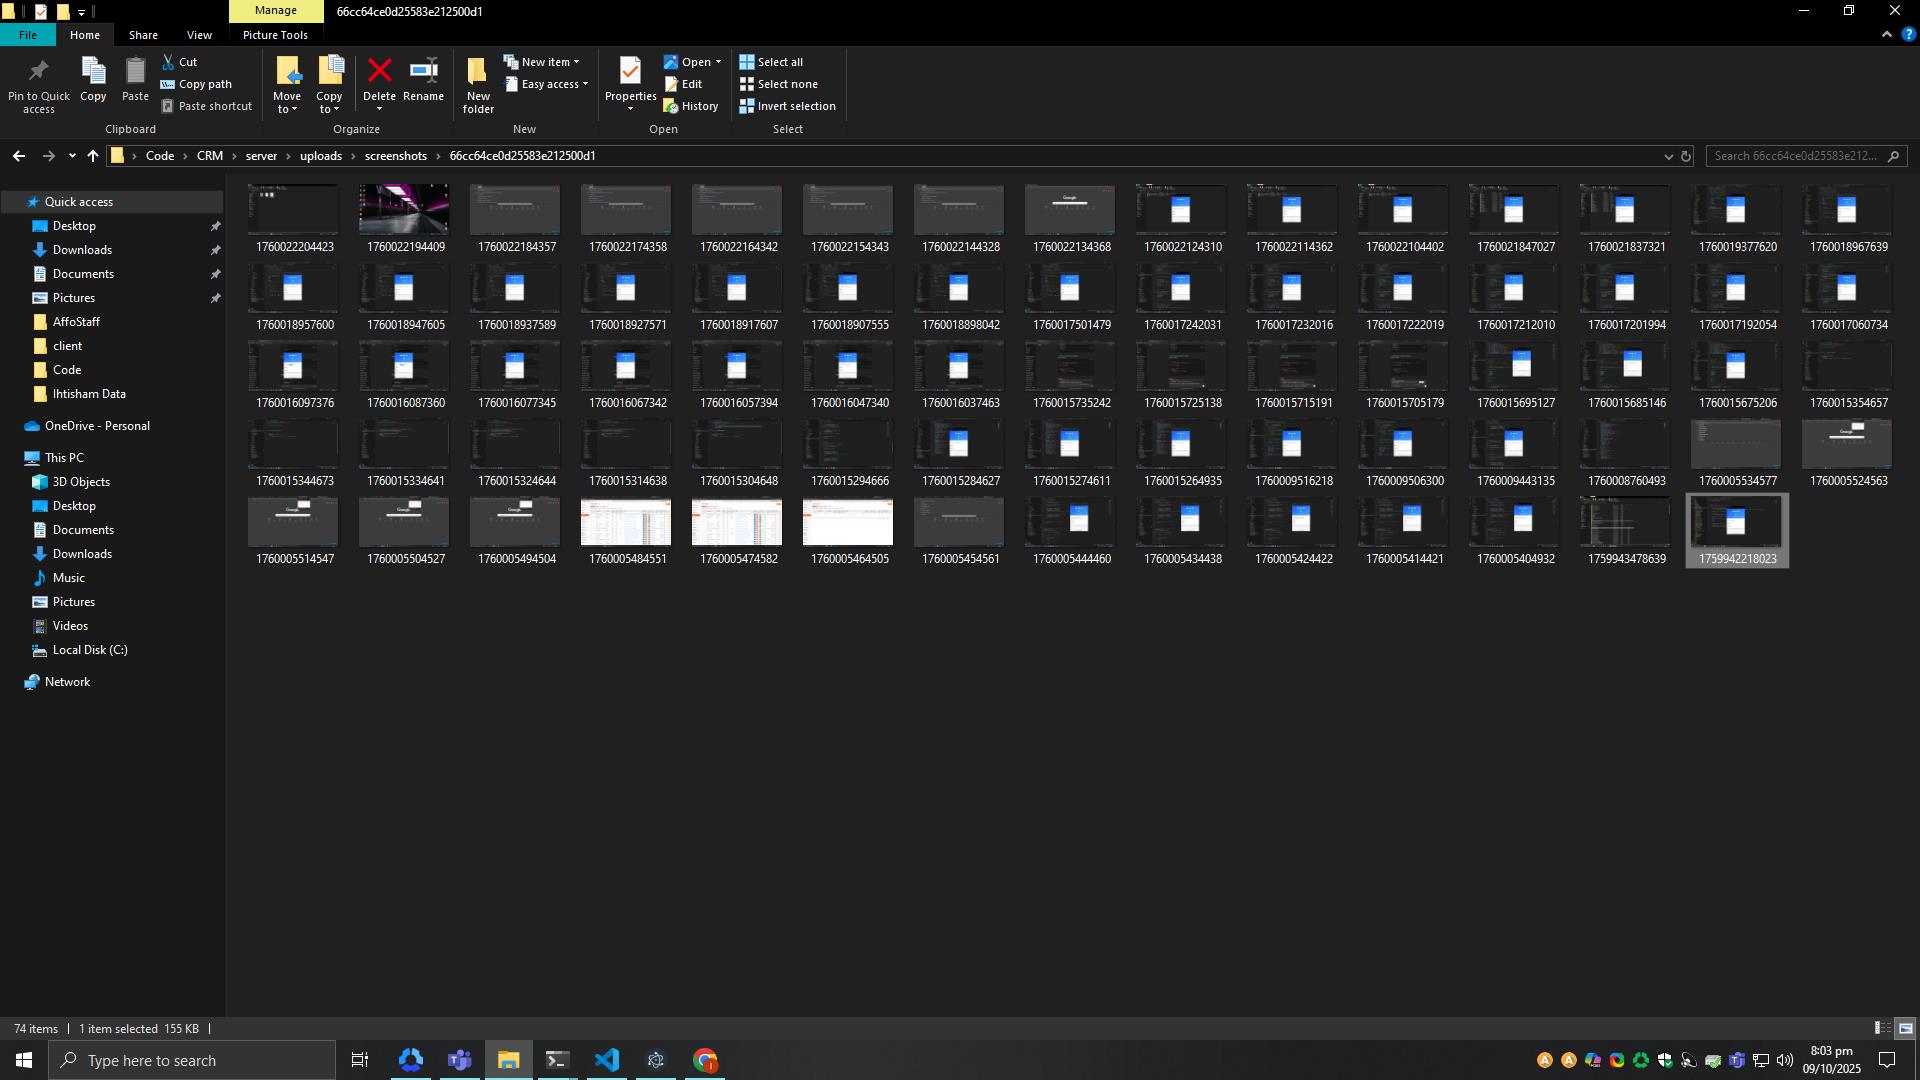 Manage
66cc64ce0d25583e212500d1
File
Home
Share
View
Picture Tools
Pin to Quick access
Copy
Paste
Cut
Copy path
Paste shortcut
Clipboard
Move to
Copy to
Delete
Rename
Organize
New folder
New item
Easy access
New
Properties
Open
Edit
History
Open
Select all
Select none
Invert selection
Select
Code
CRM
server
uploads
screenshots
66cc64ce0d25583e212500d1
Search 66cc64ce0d25583e212...
Quick access
Desktop
Downloads
Documents
Pictures
AffoStaff
client
Code
Ihtisham Data
OneDrive - Personal
This PC
3D Objects
Desktop
Documents
Downloads
Music
Pictures
Videos
Local Disk (C:)
Network
1760022204423 1760022194409 1760022184357 1760022174358 1760022164342 1760022154343 1760022144328 1760022134368 1760022124310 1760022114362 1760022104402 1760021847027 1760021837321 1760019377620 1760018967639
1760018957600 1760018947605 1760018937589 1760018927571 1760018917607 1760018907555 1760018898042 1760017501479 1760017242031 1760017232016 1760017222019 1760017212010 1760017201994 1760017192054 1760017060734
1760016097376 1760016087360 1760016077345 1760016067342 1760016057394 1760016047340 1760016037463 1760015735242 1760015725138 1760015715191 1760015705179 1760015695127 1760015685146 1760015675206 1760015354657
1760015344673 1760015334641 1760015324644 1760015314638 1760015304648 1760015294666 1760015284627 1760015274611 1760015264935 1760009516218 1760009506300 1760009443135 1760008760493 1760005534577 1760005524563
1760005514547 1760005504527 1760005494504 1760005484551 1760005474582 1760005464505 1760005454561 1760005444460 1760005434438 1760005424422 1760005414421 1760005404932 1759943478639 1759942218023
74 items
1 item selected 155 KB
Type here to search
8:03 pm
09/10/2025